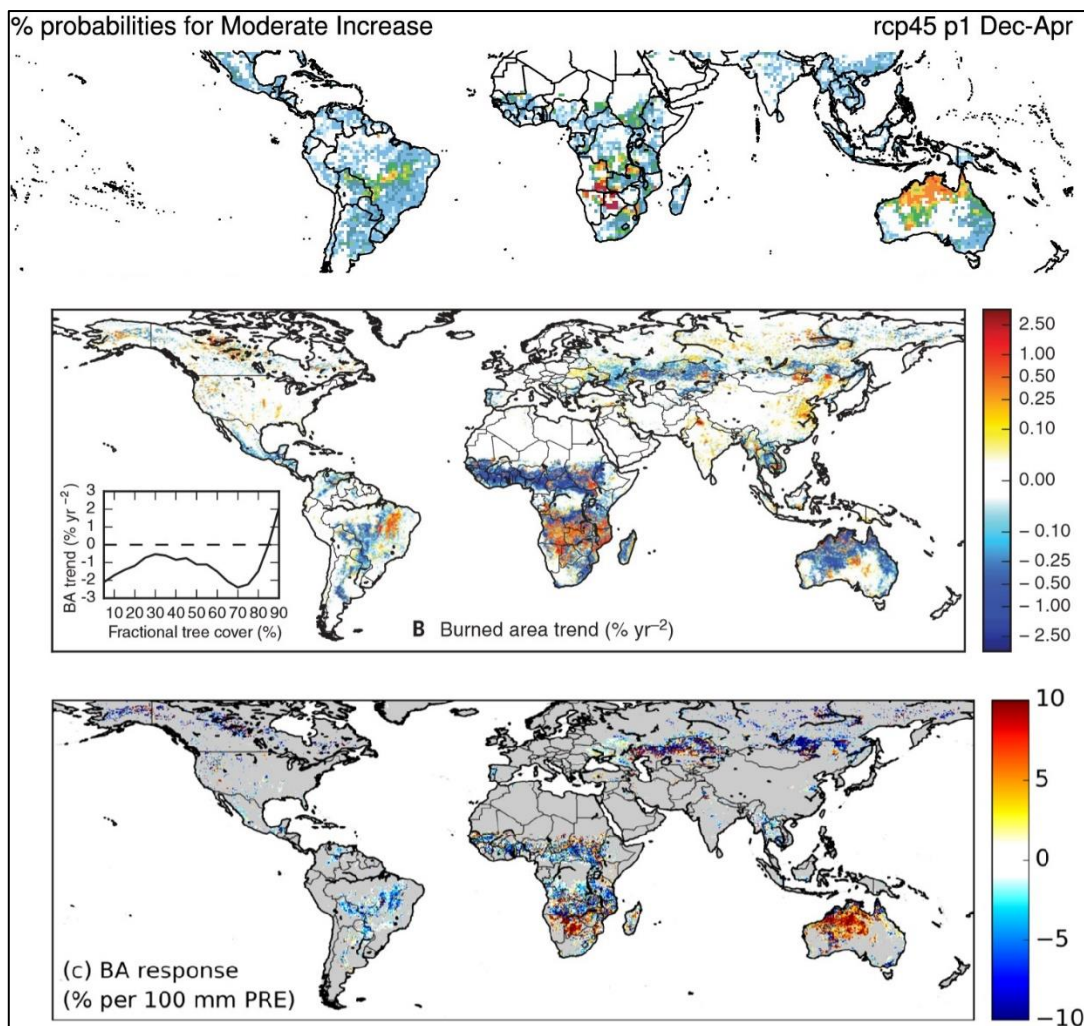 % probabilities for Moderate Increase
rcp45 p1 Dec-Apr
2.50
1.00
0.50
0.25
0.10
0.00
−0.10
−0.25
−0.50
−1.00
−2.50
BA trend (% yr⁻²)
3
2
1
0
-1
-2
-3
10 20 30 40 50 60 70 80 90
Fractional tree cover (%)
B Burned area trend (% yr⁻²)
10
5
0
−5
−10
(c) BA response
(% per 100 mm PRE)